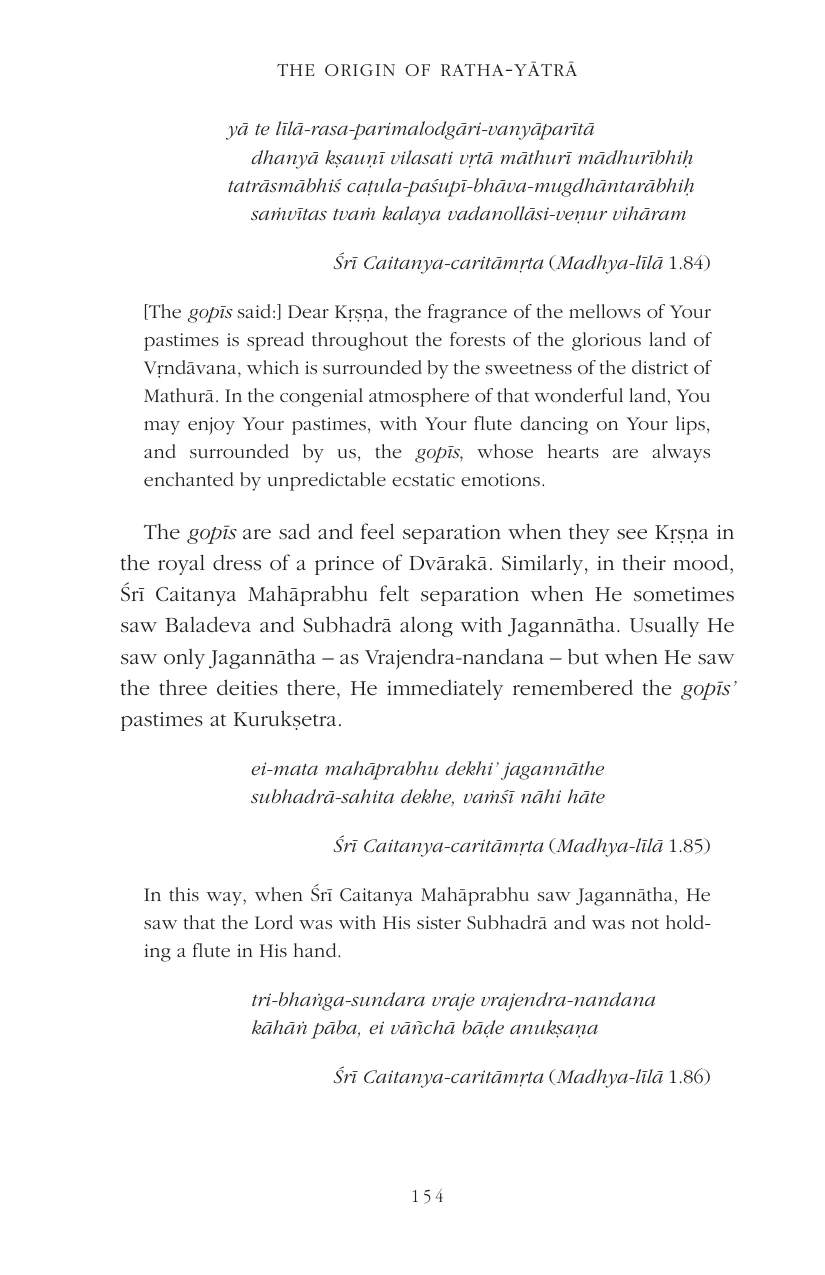 THE ORIGIN OF RATHA-YĀTRĀ
yā te līlā-rasa-parimalodgāri-vanyāparītā
dhanyā kṣauṇī vilasati vṛtā māthurī mādhurībhiḥ
tatrāsmābhiś caṭula-paśupī-bhāva-mugdhāntarābhiḥ
saṁvītas tvaṁ kalaya vadanollāsi-veṇur vihāram
Śrī Caitanya-caritāmṛta (Madhya-līlā 1.84)
[The gopīs said:] Dear Kṛṣṇa, the fragrance of the mellows of Your
pastimes is spread throughout the forests of the glorious land of
Vṛndāvana, which is surrounded by the sweetness of the district of
Mathurā. In the congenial atmosphere of that wonderful land, You
may enjoy Your pastimes, with Your flute dancing on Your lips,
and surrounded by us, the gopīs, whose hearts are always
enchanted by unpredictable ecstatic emotions.
The gopīs are sad and feel separation when they see Kṛṣṇa in
the royal dress of a prince of Dvārakā. Similarly, in their mood,
Śrī Caitanya Mahāprabhu felt separation when He sometimes
saw Baladeva and Subhadrā along with Jagannātha. Usually He
saw only Jagannātha – as Vrajendra-nandana – but when He saw
the three deities there, He immediately remembered the gopīs’
pastimes at Kurukṣetra.
ei-mata mahāprabhu dekhi’ jagannāthe
subhadrā-sahita dekhe, vaṁśī nāhi hāte
Śrī Caitanya-caritāmṛta (Madhya-līlā 1.85)
In this way, when Śrī Caitanya Mahāprabhu saw Jagannātha, He
saw that the Lord was with His sister Subhadrā and was not hold-
ing a flute in His hand.
tri-bhaṅga-sundara vraje vrajendra-nandana
kāhāṅ pāba, ei vāñchā bāḍe anukṣaṇa
Śrī Caitanya-caritāmṛta (Madhya-līlā 1.86)
154